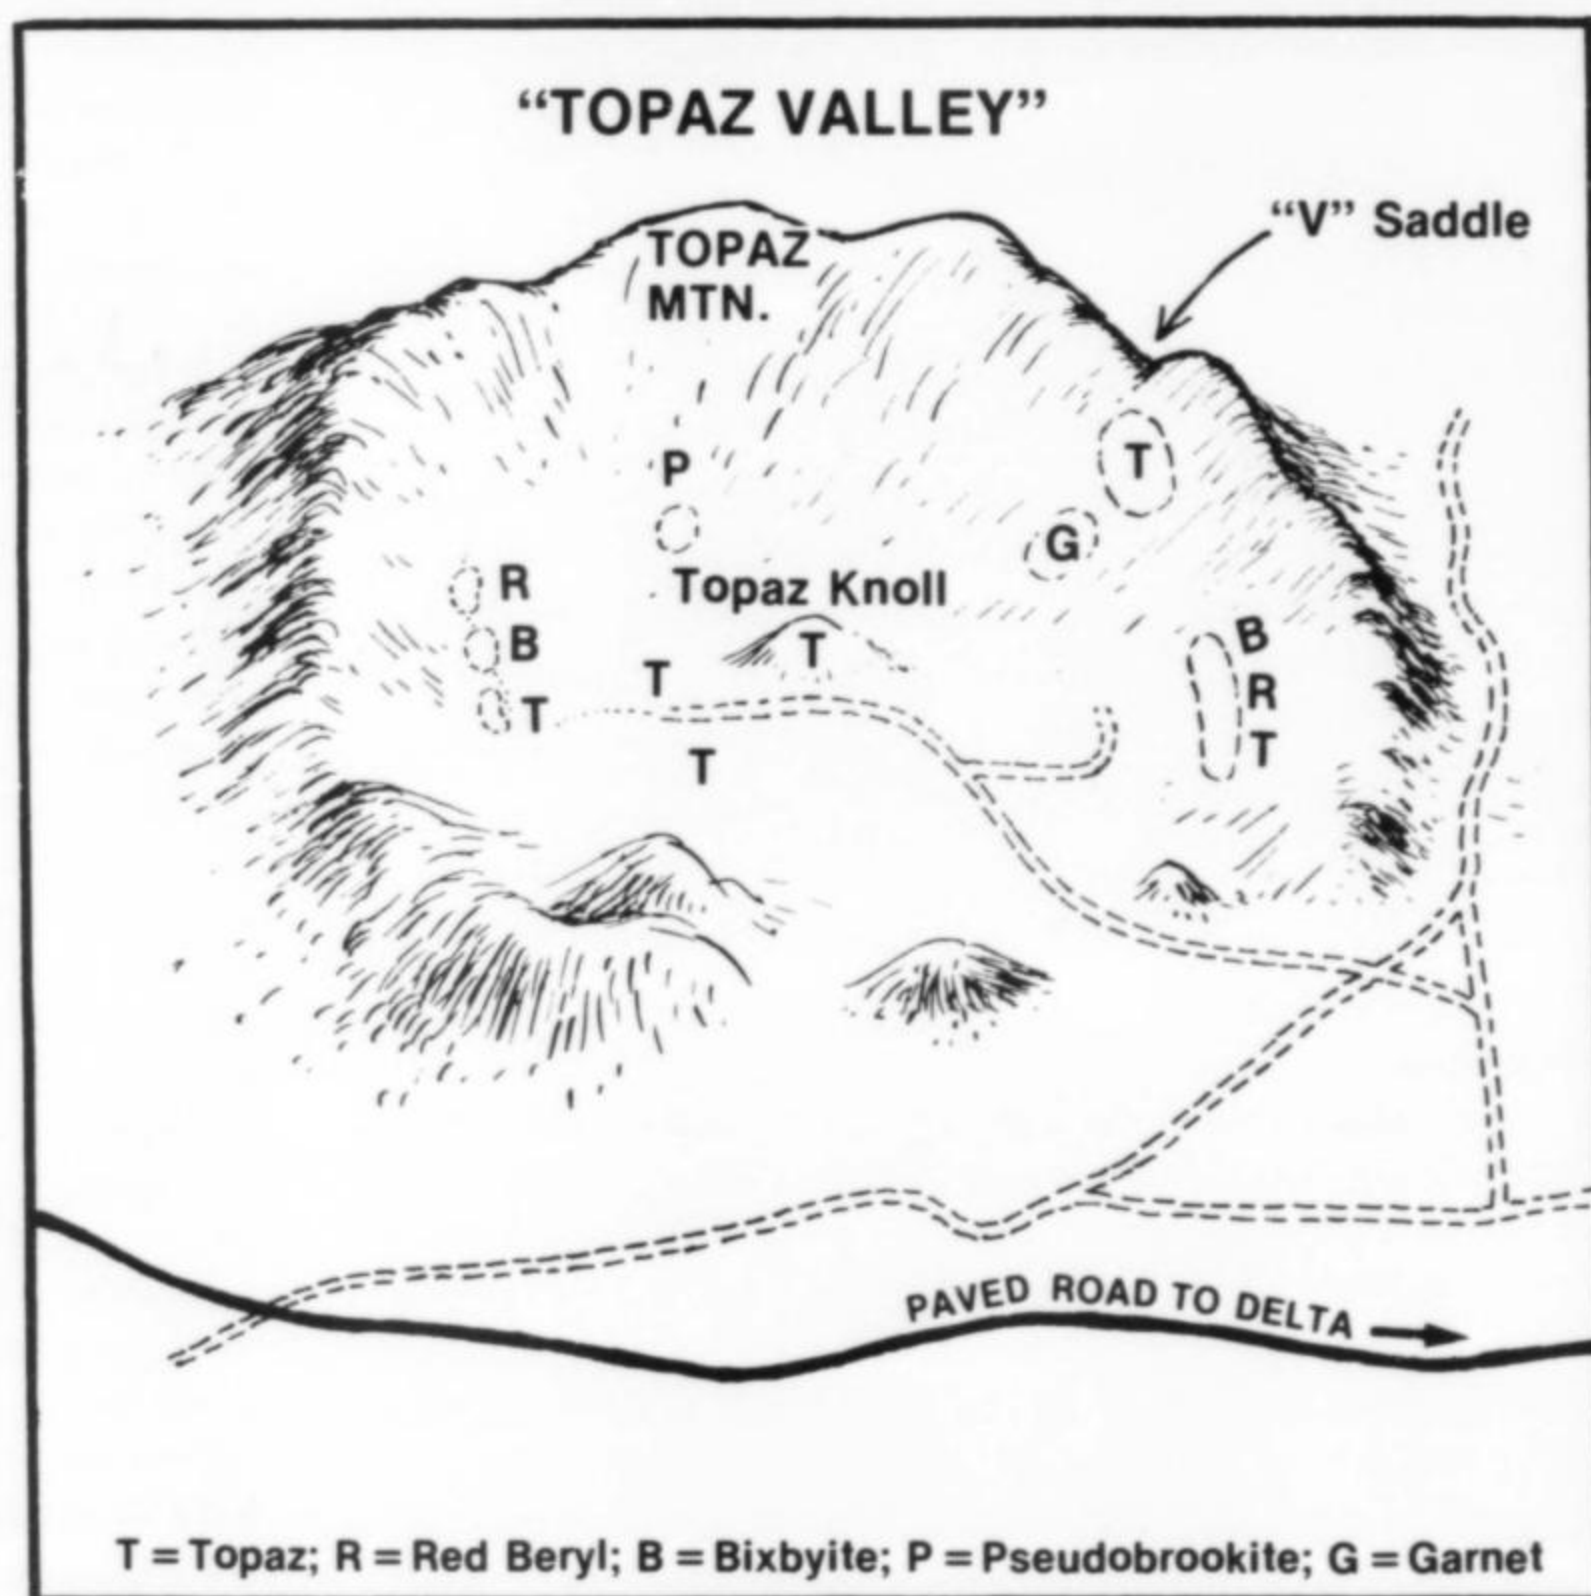 “TOPAZ VALLEY”
“V” Saddle
TOPAZ
MTN.
T
P
G
R
Topaz Knoll
B
T
T
B
R
T
T
T
PAVED ROAD TO DELTA
T = Topaz; R = Red Beryl; B = Bixbyite; P = Pseudobrookite; G = Garnet